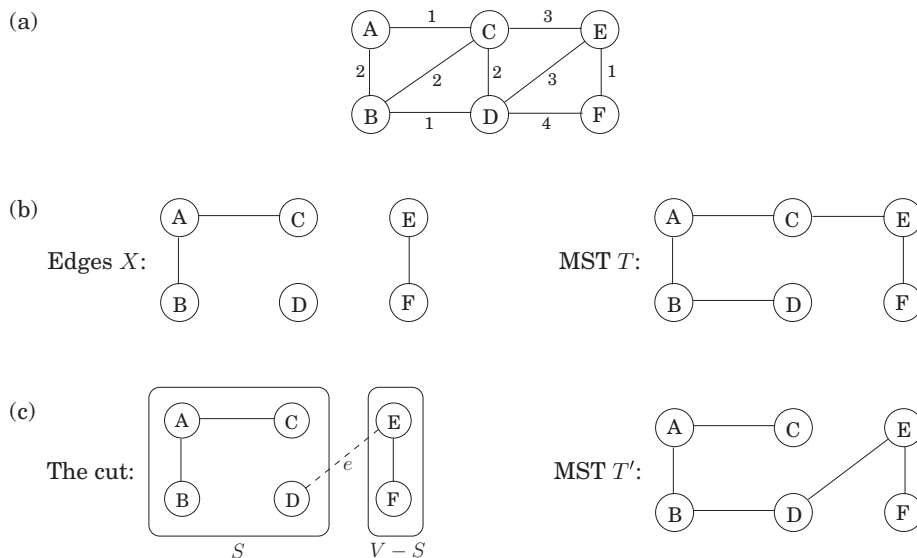 (a)
A 1 C 3 E
2 2 2 3 1
B 1 D 4 F
(b)
A C E A C E
Edges X: MST T:
B D F B D F
(c)
A C E A C E
The cut: e MST T′:
B D F B D F
S V − S